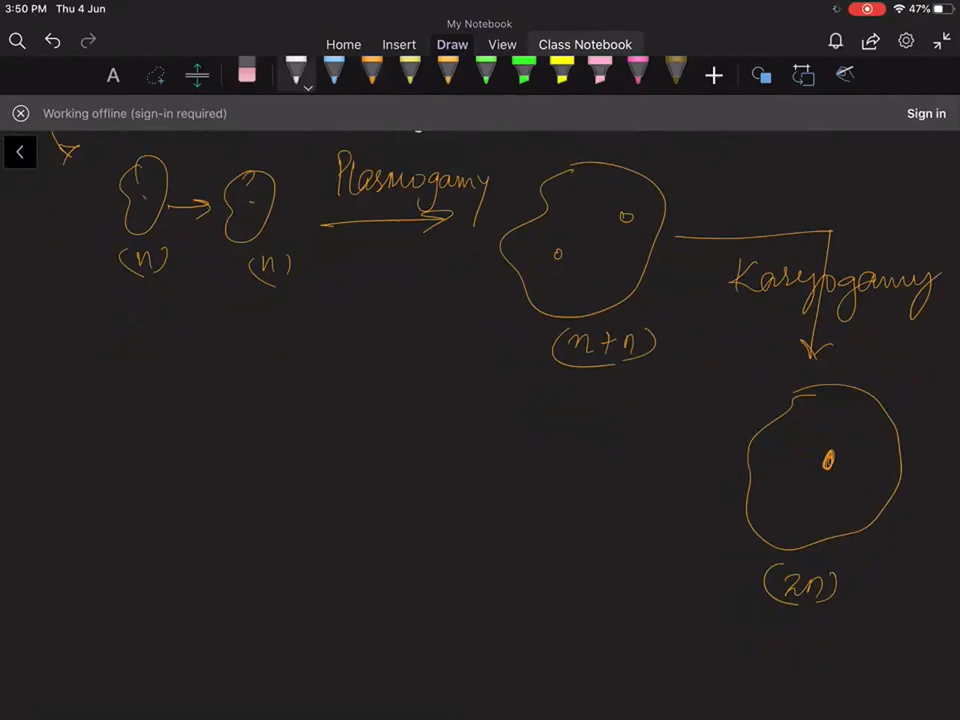 3:50 PM Thu 4 Jun
47%
My Notebook
Home Insert Draw View Class Notebook
A
Working offline (sign-in required)
Sign in
Plasmogamy
(n)
(n)
Karyogamy
(n+n)
(2n)